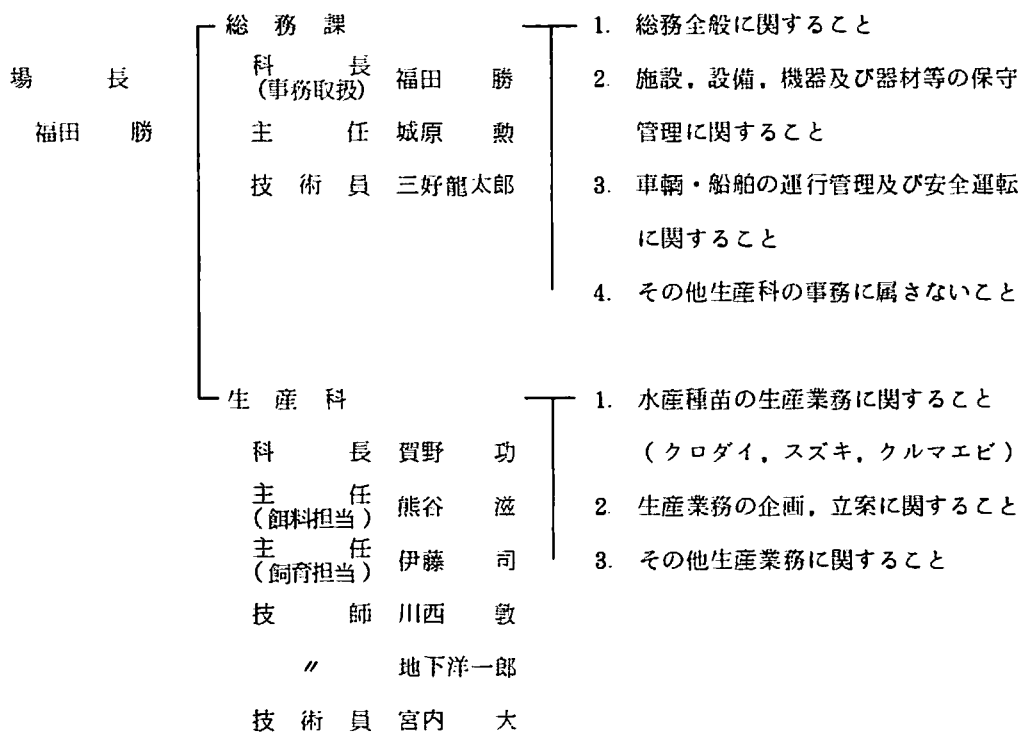 総務課
1. 総務全般に関すること
場長
福田 勝
科長
(事務取扱)
福田 勝
2. 施設,設備,機器及び器材等の保守
管理に関すること
主任 城原 勲
技術員 三好龍太郎
3. 車輌・船舶の運行管理及び安全運転
に関すること
4. その他生産科の事務に属さないこと
生産科
1. 水産種苗の生産業務に関すること
(クロダイ,スズキ,クルマエビ)
科長 賀野 功
主任
(餌料担当)
熊谷 滋
2. 生産業務の企画,立案に関すること
主任
(飼育担当)
伊藤 司
3. その他生産業務に関すること
技師 川西 敦
〃 地下洋一郎
技術員 宮内 大